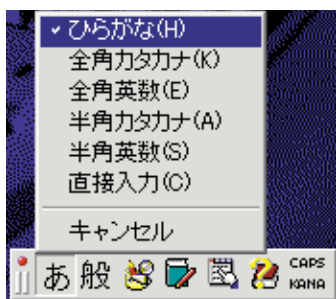 ひらがな(H)
全角カタカナ(K)
全角英数(E)
半角カタカナ(A)
半角英数(S)
直接入力(C)
キャンセル
あ 般 CAPS
KANA